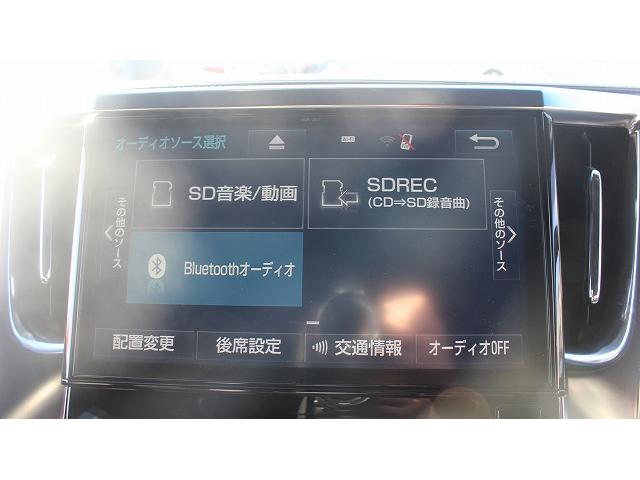 オーディオソース選択
Wi-Fi
SD音楽/動画
SDREC
(CD⇒SD録音曲)
その他のソース
その他のソース
Bluetoothオーディオ
配置変更
後席設定
交通情報
オーディオOFF